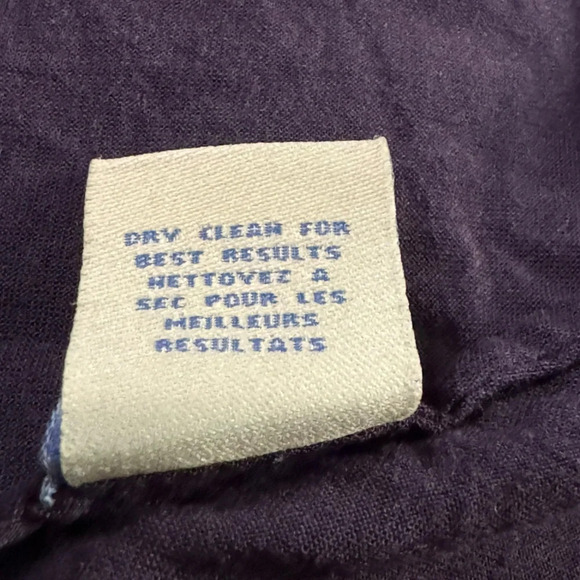 DRY CLEAN FOR
BEST RESULTS
NETTOYEZ A
SEC POUR LES
MEILLEURS
RESULTATS